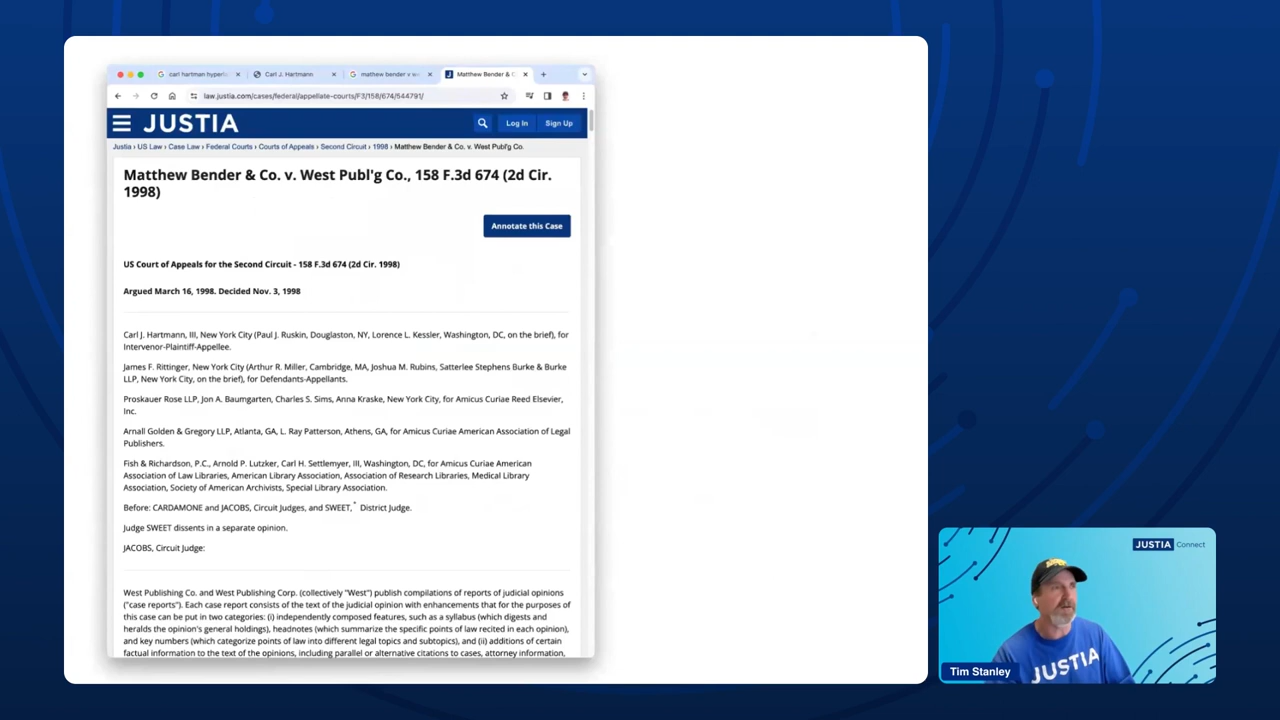 carl hartman hyperli
Carl J. Hartmann
mathew bender v w
Matthew Bender & C
law.justia.com/cases/federal/appellate-courts/F3/158/674/544791/
JUSTIA
Log In
Sign Up
Justia › US Law › Case Law › Federal Courts › Courts of Appeals › Second Circuit › 1998 › Matthew Bender & Co. v. West Publ'g Co.
Matthew Bender & Co. v. West Publ'g Co., 158 F.3d 674 (2d Cir.
1998)
Annotate this Case
US Court of Appeals for the Second Circuit - 158 F.3d 674 (2d Cir. 1998)
Argued March 16, 1998. Decided Nov. 3, 1998
Carl J. Hartmann, III, New York City (Paul J. Ruskin, Douglaston, NY, Lorence L. Kessler, Washington, DC, on the brief), for
Intervenor-Plaintiff-Appellee.
James F. Rittinger, New York City (Arthur R. Miller, Cambridge, MA, Joshua M. Rubins, Satterlee Stephens Burke & Burke
LLP, New York City, on the brief), for Defendants-Appellants.
Proskauer Rose LLP, Jon A. Baumgarten, Charles S. Sims, Anna Kraske, New York City, for Amicus Curiae Reed Elsevier,
Inc.
Arnall Golden & Gregory LLP, Atlanta, GA, L. Ray Patterson, Athens, GA, for Amicus Curiae American Association of Legal
Publishers.
Fish & Richardson, P.C., Arnold P. Lutzker, Carl H. Settlemyer, III, Washington, DC, for Amicus Curiae American
Association of Law Libraries, American Library Association, Association of Research Libraries, Medical Library
Association, Society of American Archivists, Special Library Association.
Before: CARDAMONE and JACOBS, Circuit Judges, and SWEET,* District Judge.
Judge SWEET dissents in a separate opinion.
JACOBS, Circuit Judge:
West Publishing Co. and West Publishing Corp. (collectively "West") publish compilations of reports of judicial opinions
("case reports"). Each case report consists of the text of the judicial opinion with enhancements that for the purposes of
this case can be put in two categories: (i) independently composed features, such as a syllabus (which digests and
heralds the opinion's general holdings), headnotes (which summarize the specific points of law recited in each opinion),
and key numbers (which categorize points of law into different legal topics and subtopics), and (ii) additions of certain
factual information to the text of the opinions, including parallel or alternative citations to cases, attorney information,
JUSTIA Connect
JUSTIA
Tim Stanley